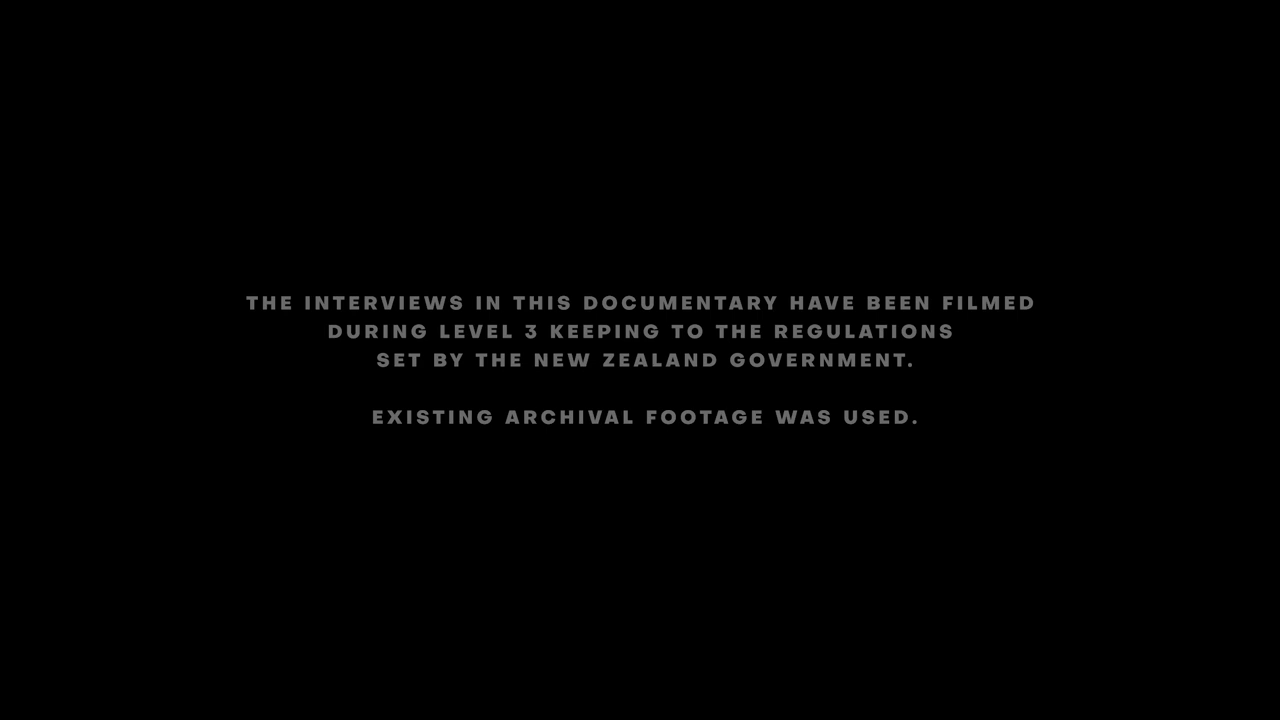 THE INTERVIEWS IN THIS DOCUMENTARY HAVE BEEN FILMED
DURING LEVEL 3 KEEPING TO THE REGULATIONS
SET BY THE NEW ZEALAND GOVERNMENT.
EXISTING ARCHIVAL FOOTAGE WAS USED.